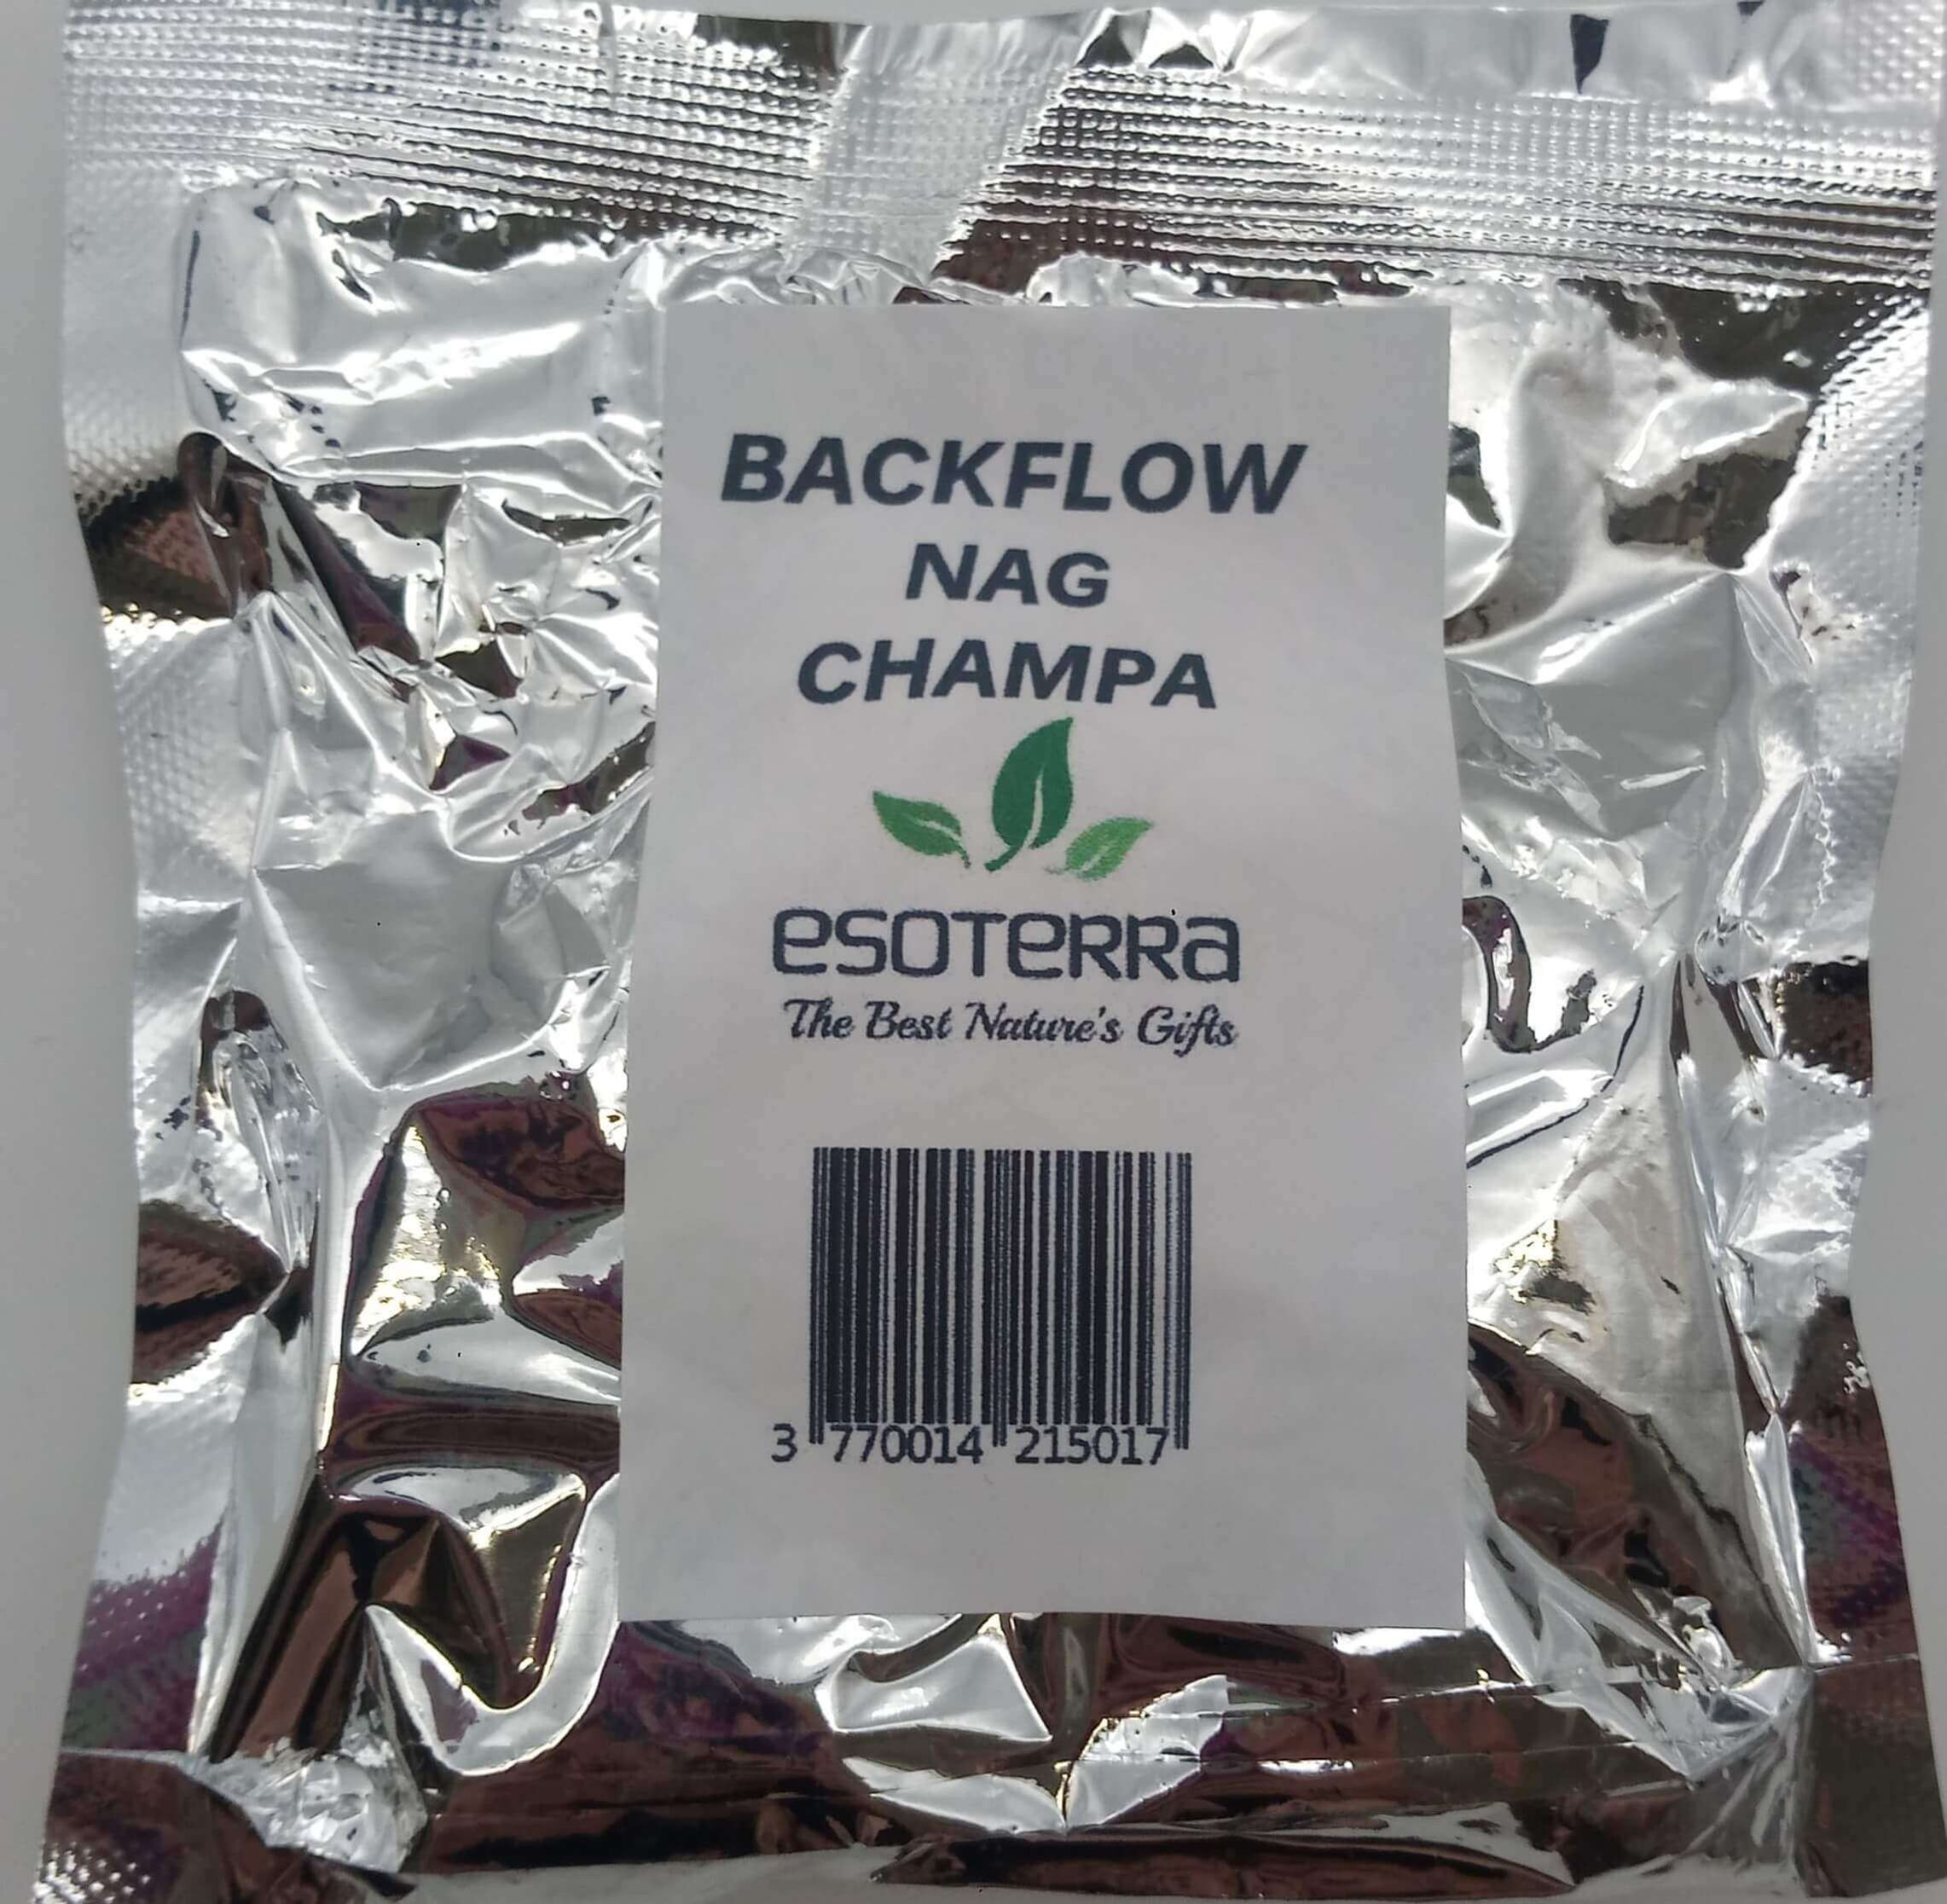 BACKFLOW
NAG
CHAMPA
esoterra
The Best Nature's Gifts
3 770014 215017